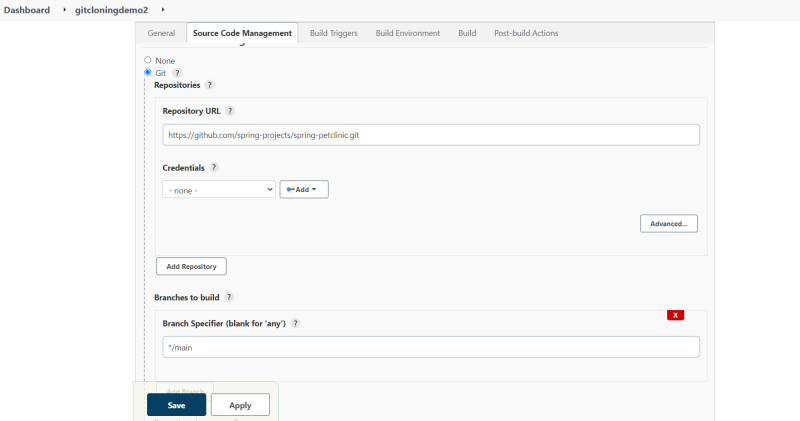 Dashboard gitcloningdemo2
General Source Code Management Build Triggers Build Environment Build Post-build Actions
None
Git ?
Repositories ?
Repository URL ?
https://github.com/spring-projects/spring-petclinic.git
Credentials ?
- none - Add
Advanced...
Add Repository
Branches to build ?
X
Branch Specifier (blank for 'any') ?
*/main
Add Branch
Save Apply